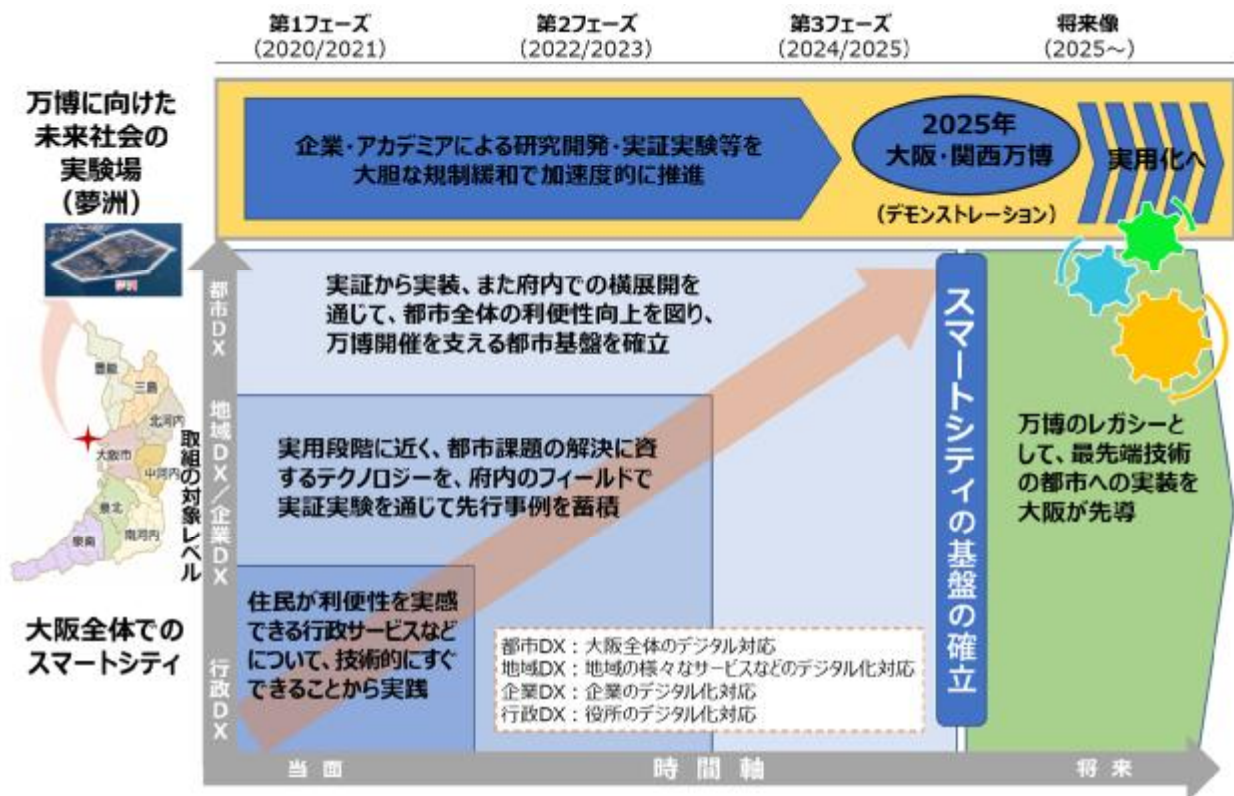 第1フェーズ
(2020/2021)
第2フェーズ
(2022/2023)
第3フェーズ
(2024/2025)
将来像
(2025~)
万博に向けた
未来社会の
実験場
(夢洲)
企業・アカデミアによる研究開発・実証実験等を
大胆な規制緩和で加速度的に推進
2025年
大阪・関西万博
(デモンストレーション)
実用化へ
夢洲
都市DX
実証から実装、また府内での横展開を
通じて、都市全体の利便性向上を図り、
万博開催を支える都市基盤を確立
豊能
三島
北河内
大阪市
中河内
泉北
南河内
泉南
取組の対象レベル
地域DX/企業DX
実用段階に近く、都市課題の解決に資
するテクノロジーを、府内のフィールドで
実証実験を通じて先行事例を蓄積
スマートシティの基盤の確立
万博のレガシーと
して、最先端技術
の都市への実装を
大阪が先導
大阪全体での
スマートシティ
行政DX
住民が利便性を実感
できる行政サービスなど
について、技術的にすぐ
できることから実践
都市DX:大阪全体のデジタル対応
地域DX:地域の様々なサービスなどのデジタル化対応
企業DX:企業のデジタル化対応
行政DX:役所のデジタル化対応
当面
時間軸
将来